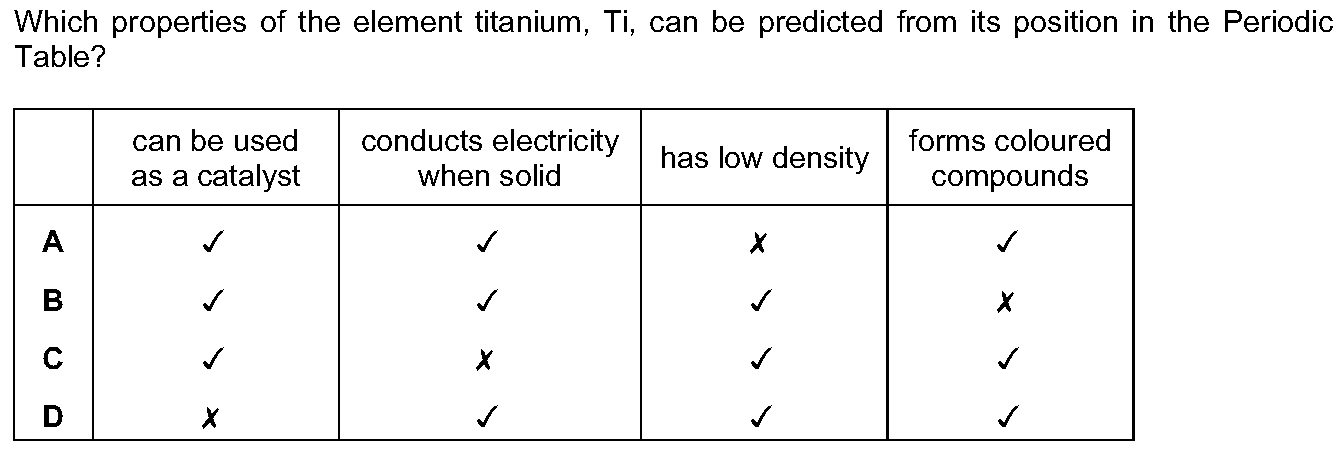 Which properties of the element titanium, Ti, can be predicted from its position in the Periodic
Table?
can be used as a catalyst
conducts electricity when solid
has low density
forms coloured compounds
A ✓ ✓ ✗ ✓
B ✓ ✓ ✓ ✗
C ✓ ✗ ✓ ✓
D ✗ ✓ ✓ ✓